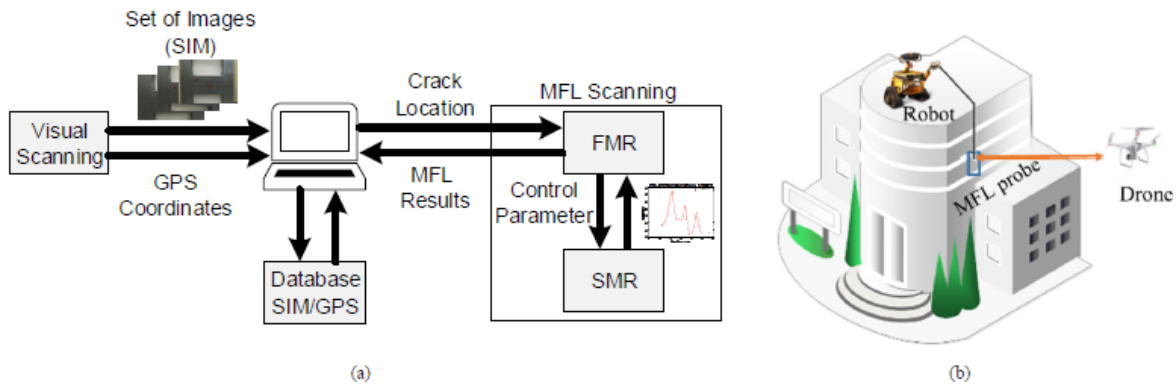 Set of Images
(SIM)
Visual
Scanning
GPS
Coordinates
Database
SIM/GPS
Crack
Location
MFL
Results
MFL Scanning
FMR
Control
Parameter
SMR
(a)
Robot
MFL probe
Drone
(b)